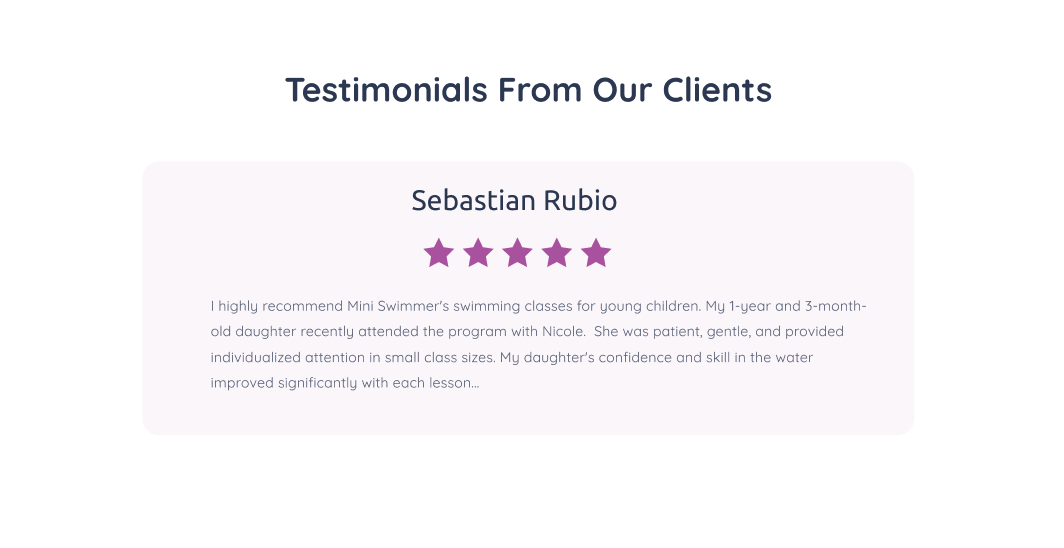 Testimonials From Our Clients
Sebastian Rubio
I highly recommend Mini Swimmer's swimming classes for young children. My 1-year and 3-month-
old daughter recently attended the program with Nicole.  She was patient, gentle, and provided
individualized attention in small class sizes. My daughter's confidence and skill in the water
improved significantly with each lesson...